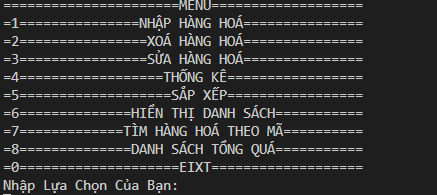 ======================MENU===================
=1================NHẬP HÀNG HOÁ==============
=2=================XOÁ HÀNG HOÁ==============
=3=================SỬA HÀNG HOÁ==============
=4==================THỐNG KÊ=================
=5===================SẮP XẾP=================
=6==============HIỂN THỊ DANH SÁCH===========
=7=============TÌM HÀNG HOÁ THEO MÃ==========
=8==============DANH SÁCH TỔNG QUÁ===========
=0====================EIXT===================
Nhập Lựa Chọn Của Bạn: